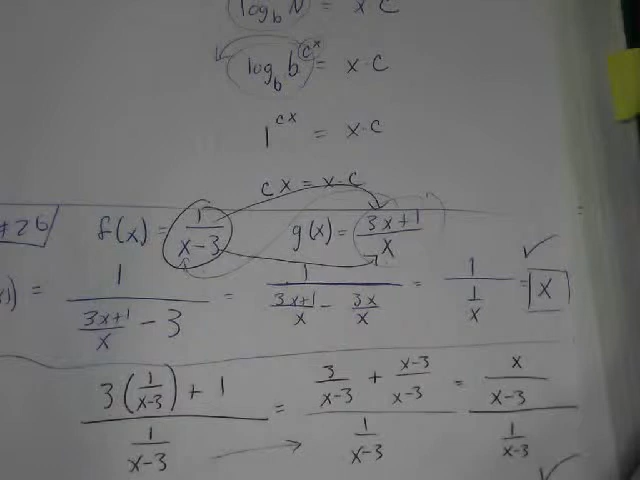 log_b N = x·c
log_b b^(cx) = x·c
1^(cx) = x·c
cx = x·c
#26 f(x) = 1/(x-3) g(x) = (3x+1)/x
= 1/((3x+1)/x - 3) = 1/((3x+1)/x - 3x/x) = 1/(1/x) = x ✓
(3(1/(x-3)) + 1)/(1/(x-3)) = (3/(x-3) + (x-3)/(x-3))/(1/(x-3)) = (x/(x-3))/(1/(x-3))